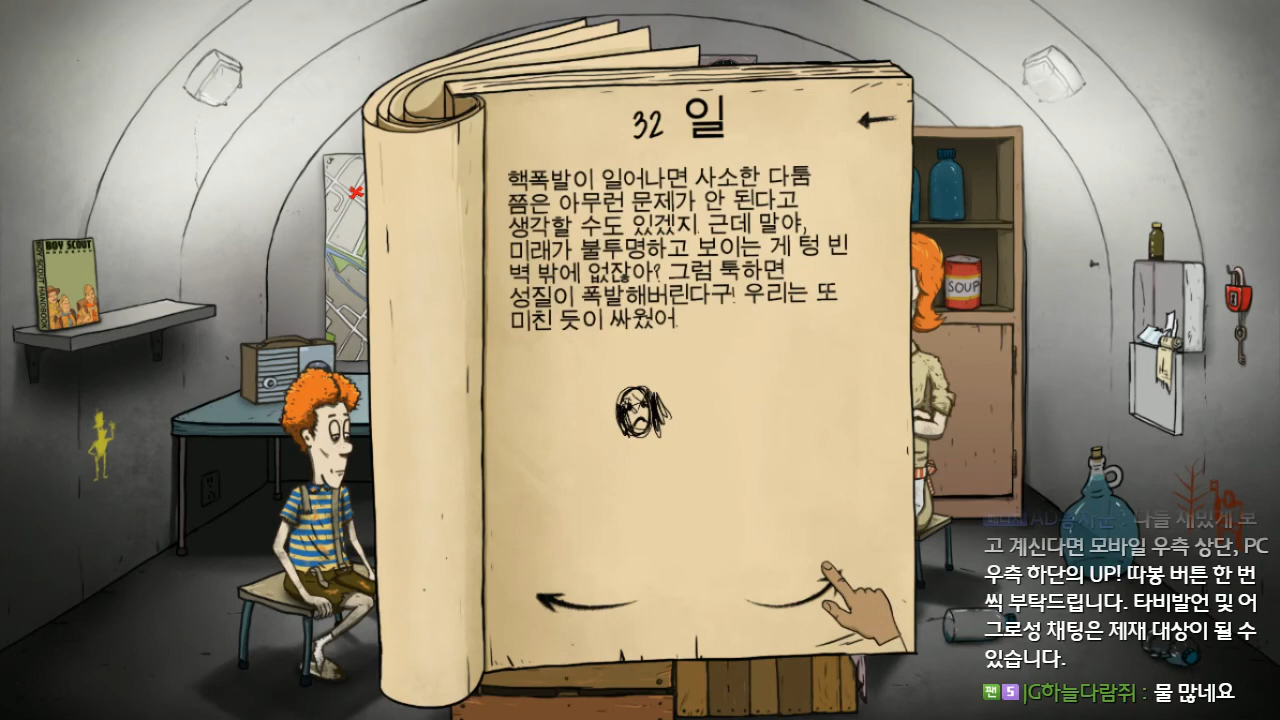 32 일
핵폭발이 일어나면 사소한 다툼
쯤은 아무런 문제가 안 된다고
생각할 수도 있겠지. 근데 말야,
미래가 불투명하고 보이는 게 텅 빈
벽 밖에 없잖아? 그럼 툭하면
성질이 폭발해버린다구! 우리는 또
미친 듯이 싸웠어.
BOY SCOUT
BOY SCOUT HANDBOOK
SOUP
고 계신다면 모바일 우측 상단, PC
우측 하단의 UP! 따봉 버튼 한 번
씩 부탁드립니다. 타비발언 및 어
그로성 채팅은 제재 대상이 될 수
있습니다.
팬 5 |G하늘다람쥐 : 물 많네요